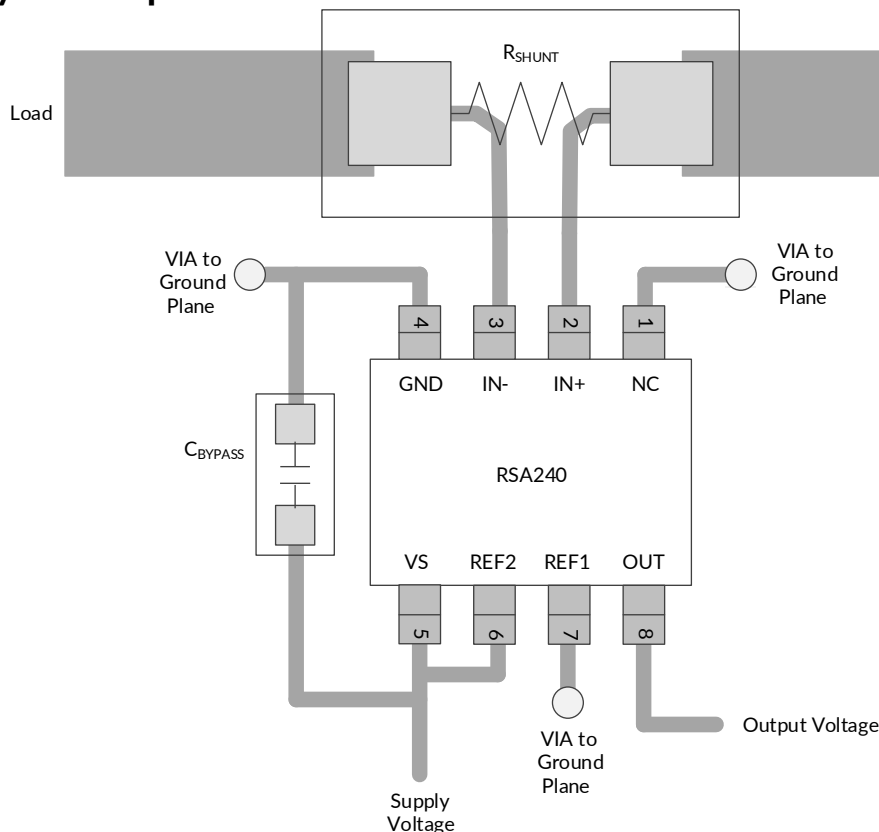 R_SHUNT
Load
VIA to
Ground
Plane
VIA to
Ground
Plane
4
3
2
1
GND
IN-
IN+
NC
C_BYPASS
RSA240
VS
REF2
REF1
OUT
5
6
7
8
Output Voltage
VIA to
Ground
Plane
Supply
Voltage